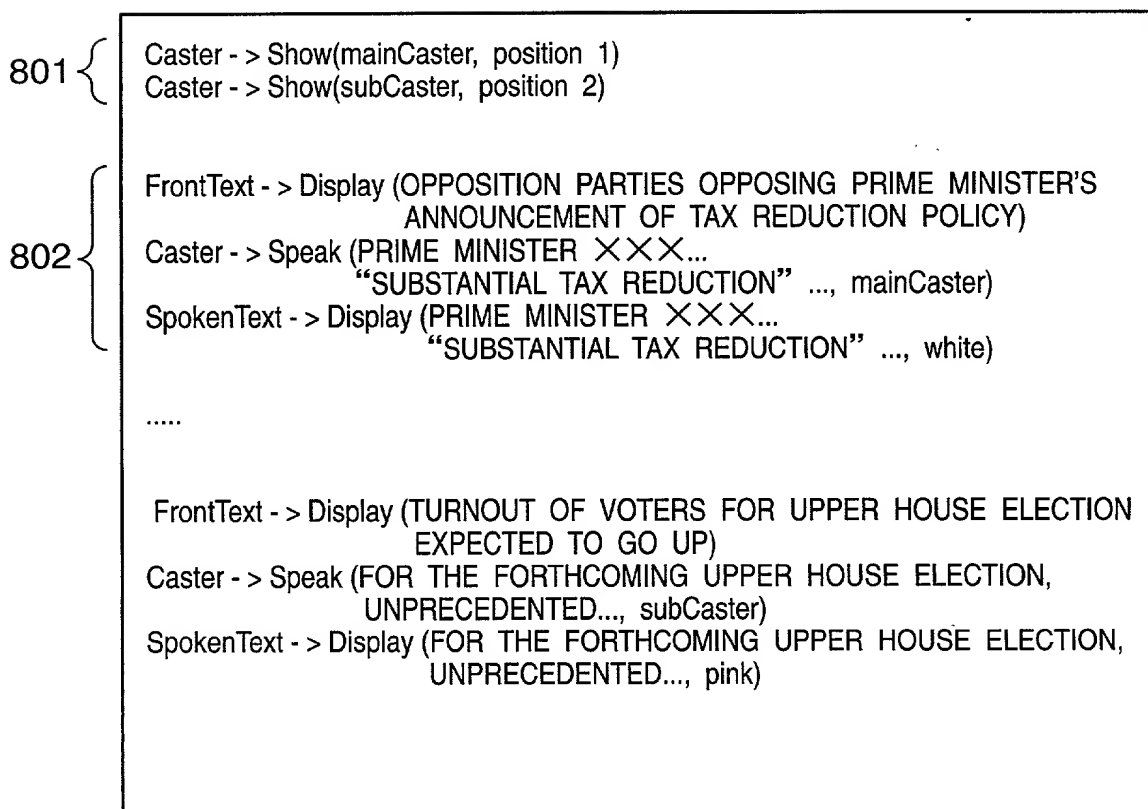 801
Caster - > Show(mainCaster, position 1)
Caster - > Show(subCaster, position 2)
802
FrontText - > Display (OPPOSITION PARTIES OPPOSING PRIME MINISTER'S
ANNOUNCEMENT OF TAX REDUCTION POLICY)
Caster - > Speak (PRIME MINISTER ×××...
“SUBSTANTIAL TAX REDUCTION” ..., mainCaster)
SpokenText - > Display (PRIME MINISTER ×××...
“SUBSTANTIAL TAX REDUCTION” ..., white)
.....
FrontText - > Display (TURNOUT OF VOTERS FOR UPPER HOUSE ELECTION
EXPECTED TO GO UP)
Caster - > Speak (FOR THE FORTHCOMING UPPER HOUSE ELECTION,
UNPRECEDENTED..., subCaster)
SpokenText - > Display (FOR THE FORTHCOMING UPPER HOUSE ELECTION,
UNPRECEDENTED..., pink)